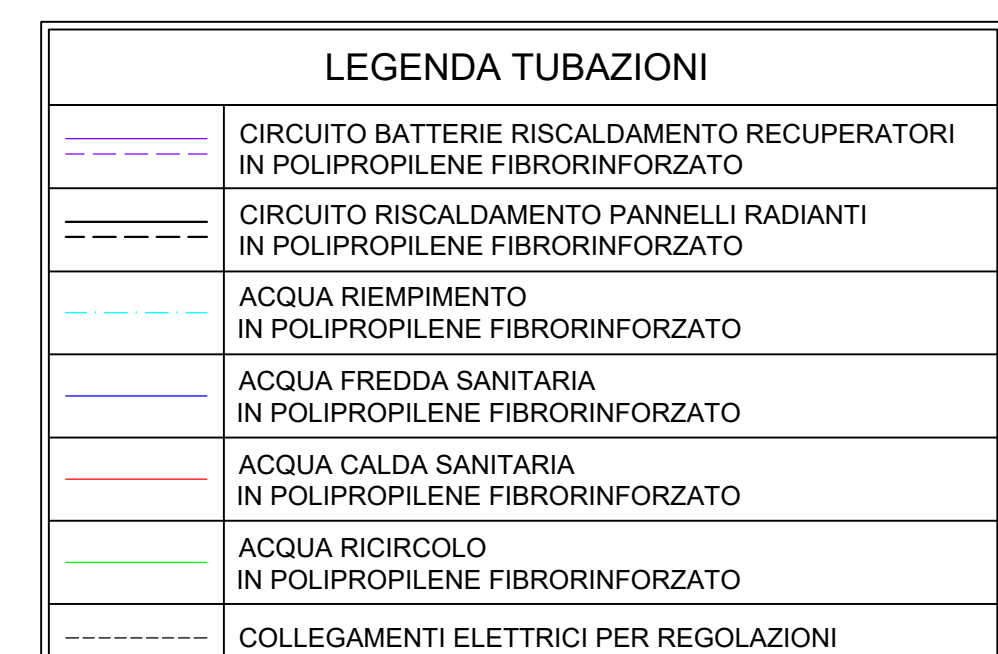 LEGENDA TUBAZIONI
CIRCUITO BATTERIE RISCALDAMENTO RECUPERATORI
IN POLIPROPILENE FIBRORINFORZATO
CIRCUITO RISCALDAMENTO PANNELLI RADIANTI
IN POLIPROPILENE FIBRORINFORZATO
ACQUA RIEMPIMENTO
IN POLIPROPILENE FIBRORINFORZATO
ACQUA FREDDA SANITARIA
IN POLIPROPILENE FIBRORINFORZATO
ACQUA CALDA SANITARIA
IN POLIPROPILENE FIBRORINFORZATO
ACQUA RICIRCOLO
IN POLIPROPILENE FIBRORINFORZATO
COLLEGAMENTI ELETTRICI PER REGOLAZIONI